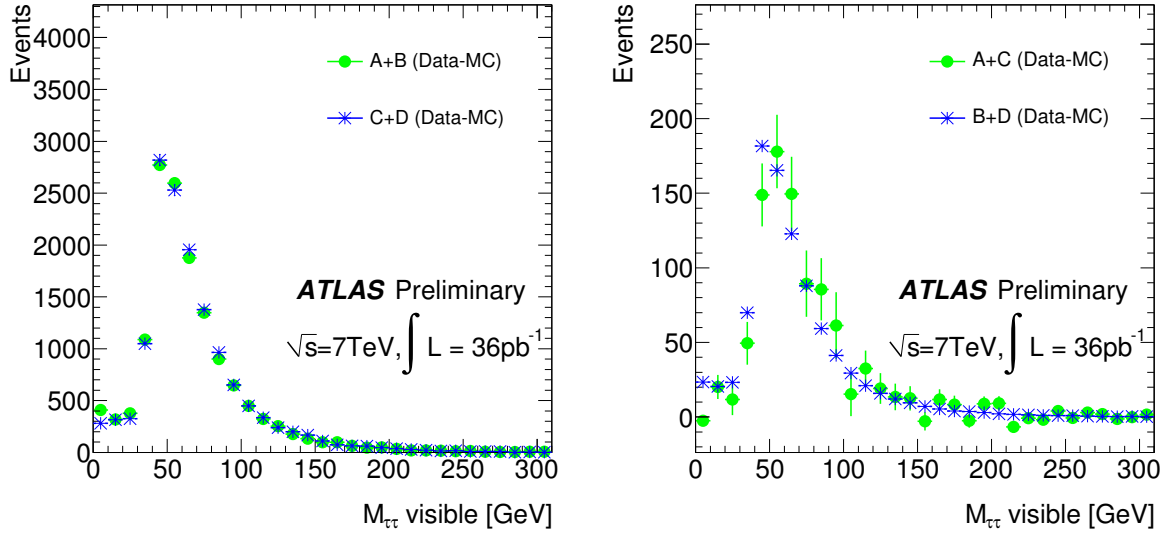 Events
4000
3500
3000
2500
2000
1500
1000
500
0
A+B (Data-MC)
C+D (Data-MC)
ATLAS Preliminary
√s=7TeV, ∫ L = 36pb⁻¹
0 50 100 150 200 250 300
Mττ visible [GeV]
Events
250
200
150
100
50
0
A+C (Data-MC)
B+D (Data-MC)
ATLAS Preliminary
√s=7TeV, ∫ L = 36pb⁻¹
0 50 100 150 200 250 300
Mττ visible [GeV]